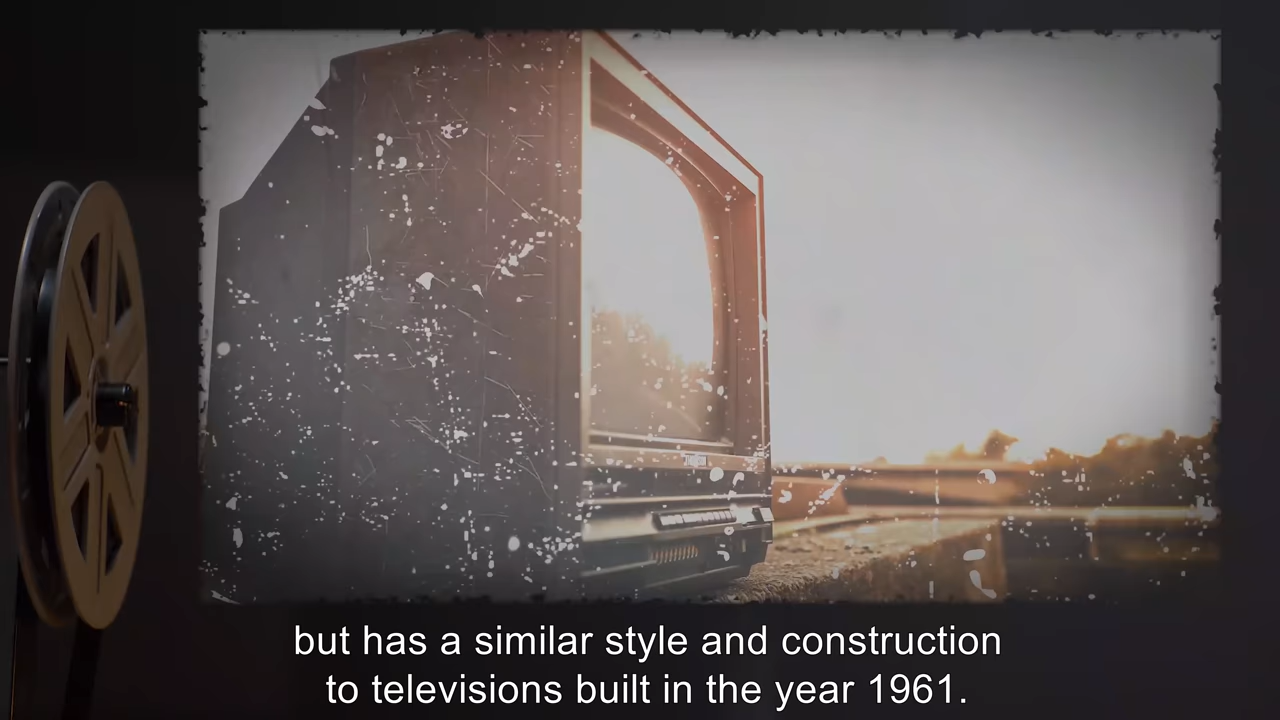 but has a similar style and construction
to televisions built in the year 1961.